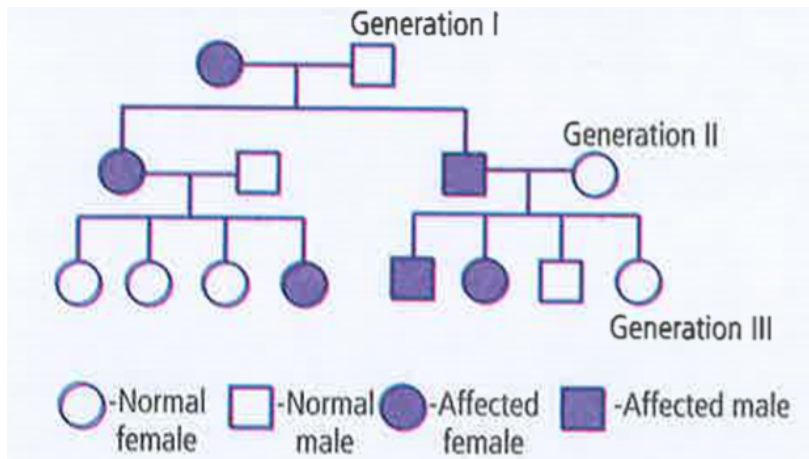 Generation I
Generation II
Generation III
-Normal female
-Normal male
-Affected female
-Affected male